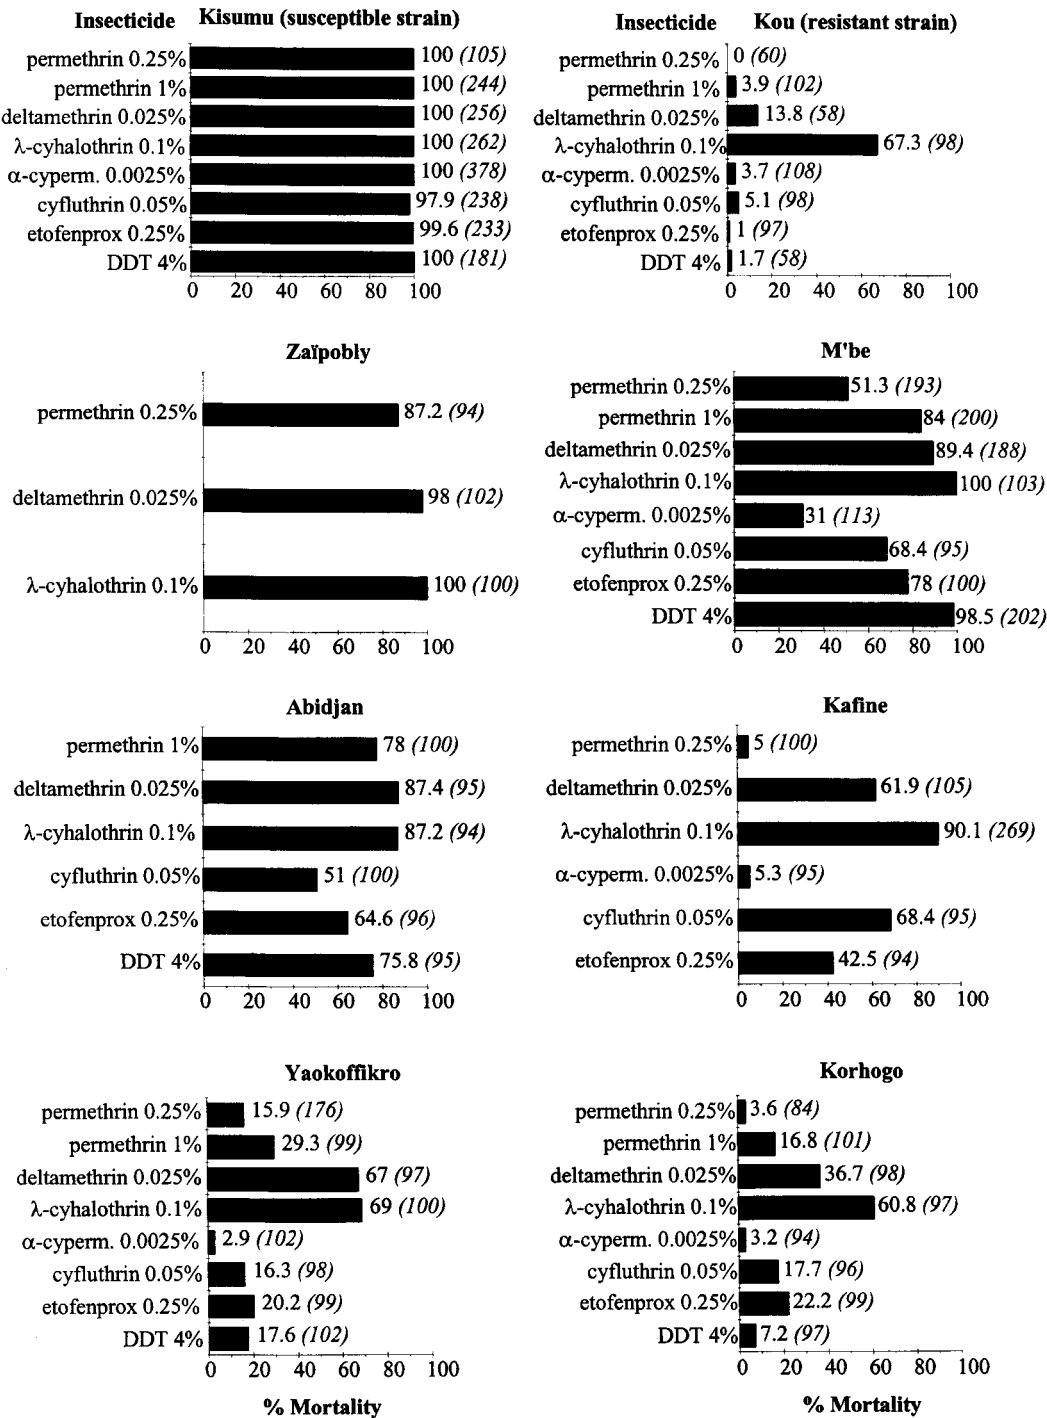 Insecticide Kisumu (susceptible strain)
permethrin 0.25% 100 (105)
permethrin 1% 100 (244)
deltamethrin 0.025% 100 (256)
λ-cyhalothrin 0.1% 100 (262)
α-cyperm. 0.0025% 100 (378)
cyfluthrin 0.05% 97.9 (238)
etofenprox 0.25% 99.6 (233)
DDT 4% 100 (181)
0 20 40 60 80 100
Insecticide Kou (resistant strain)
permethrin 0.25% 0 (60)
permethrin 1% 3.9 (102)
deltamethrin 0.025% 13.8 (58)
λ-cyhalothrin 0.1% 67.3 (98)
α-cyperm. 0.0025% 3.7 (108)
cyfluthrin 0.05% 5.1 (98)
etofenprox 0.25% 1 (97)
DDT 4% 1.7 (58)
0 20 40 60 80 100
Zaïpobly
permethrin 0.25% 87.2 (94)
deltamethrin 0.025% 98 (102)
λ-cyhalothrin 0.1% 100 (100)
0 20 40 60 80 100
M'be
permethrin 0.25% 51.3 (193)
permethrin 1% 84 (200)
deltamethrin 0.025% 89.4 (188)
λ-cyhalothrin 0.1% 100 (103)
α-cyperm. 0.0025% 31 (113)
cyfluthrin 0.05% 68.4 (95)
etofenprox 0.25% 78 (100)
DDT 4% 98.5 (202)
0 20 40 60 80 100
Abidjan
permethrin 1% 78 (100)
deltamethrin 0.025% 87.4 (95)
λ-cyhalothrin 0.1% 87.2 (94)
cyfluthrin 0.05% 51 (100)
etofenprox 0.25% 64.6 (96)
DDT 4% 75.8 (95)
0 20 40 60 80 100
Kafine
permethrin 0.25% 5 (100)
deltamethrin 0.025% 61.9 (105)
λ-cyhalothrin 0.1% 90.1 (269)
α-cyperm. 0.0025% 5.3 (95)
cyfluthrin 0.05% 68.4 (95)
etofenprox 0.25% 42.5 (94)
0 20 40 60 80 100
Yaokoffikro
permethrin 0.25% 15.9 (176)
permethrin 1% 29.3 (99)
deltamethrin 0.025% 67 (97)
λ-cyhalothrin 0.1% 69 (100)
α-cyperm. 0.0025% 2.9 (102)
cyfluthrin 0.05% 16.3 (98)
etofenprox 0.25% 20.2 (99)
DDT 4% 17.6 (102)
0 20 40 60 80 100
% Mortality
Korhogo
permethrin 0.25% 3.6 (84)
permethrin 1% 16.8 (101)
deltamethrin 0.025% 36.7 (98)
λ-cyhalothrin 0.1% 60.8 (97)
α-cyperm. 0.0025% 3.2 (94)
cyfluthrin 0.05% 17.7 (96)
etofenprox 0.25% 22.2 (99)
DDT 4% 7.2 (97)
0 20 40 60 80 100
% Mortality